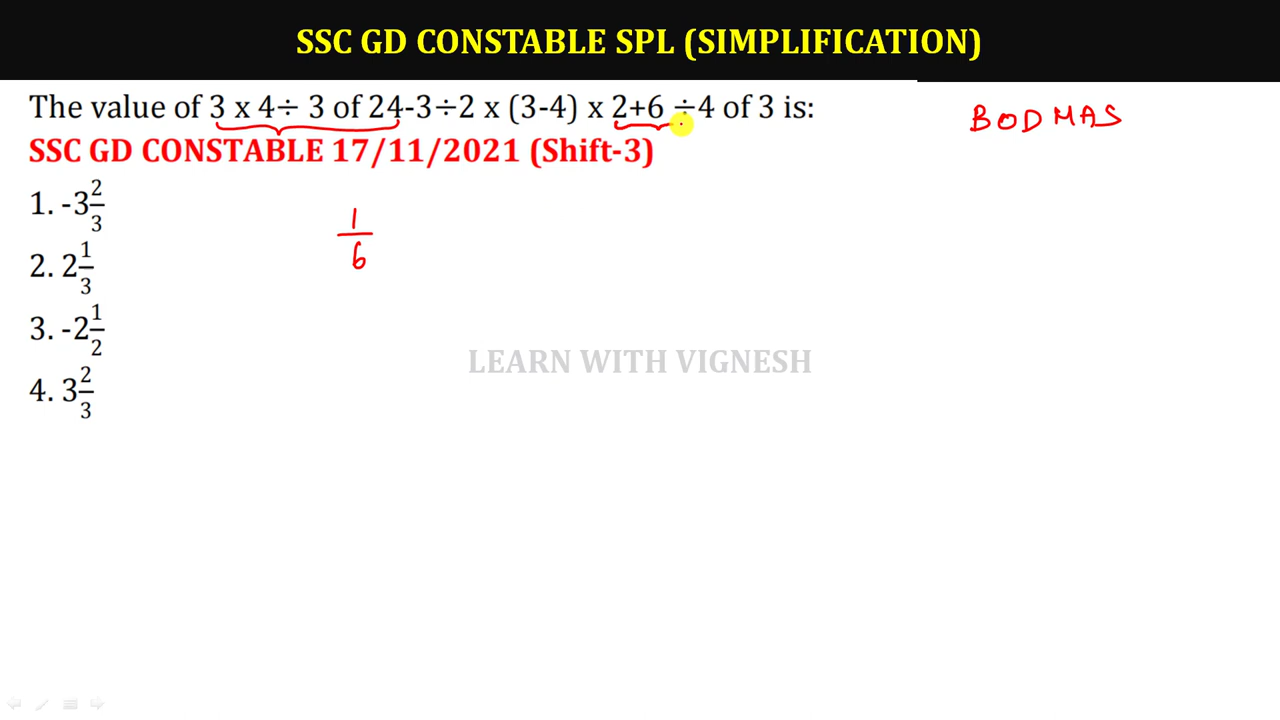 SSC GD CONSTABLE SPL (SIMPLIFICATION)
The value of 3 x 4÷ 3 of 24-3÷2 x (3-4) x 2+6 ÷4 of 3 is:
BODMAS
SSC GD CONSTABLE 17/11/2021 (Shift-3)
1. -3 2/3
1/6
2. 2 1/3
3. -2 1/2
LEARN WITH VIGNESH
4. 3 2/3